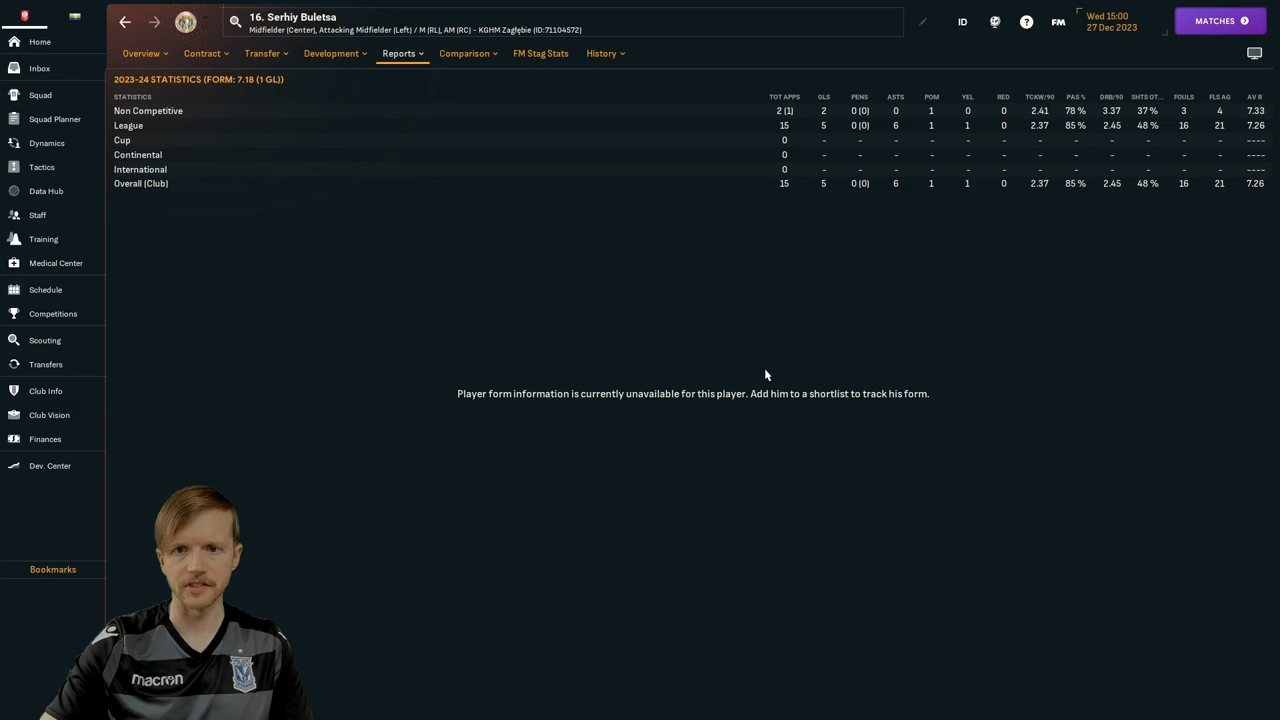 16. Serhiy Buletsa
Midfielder (Center), Attacking Midfielder (Left) / M (RL), AM (RC) - KGHM Zagłębie (ID:71104572)
ID
FM
Wed 15:00
27 Dec 2023
MATCHES
Home
Inbox
Squad
Squad Planner
Dynamics
Tactics
Data Hub
Staff
Training
Medical Center
Schedule
Competitions
Scouting
Transfers
Club Info
Club Vision
Finances
Dev. Center
Bookmarks
Overview Contract Transfer Development Reports Comparison FM Stag Stats History
2023-24 STATISTICS (FORM: 7.18 (1 GL))
STATISTICS TOT APPS GLS PENS ASTS POM YEL RED TCKW/90 PAS % DRB/90 SHTS OT... FOULS FLS AG AV R
Non Competitive 2 (1) 2 0 (0) 0 1 0 0 2.41 78 % 3.37 37 % 3 4 7.33
League 15 5 0 (0) 6 1 1 0 2.37 85 % 2.45 48 % 16 21 7.26
Cup 0 - - - - - - - - - - - - ----
Continental 0 - - - - - - - - - - - - ----
International 0 - - - - - - - - - - - - ----
Overall (Club) 15 5 0 (0) 6 1 1 0 2.37 85 % 2.45 48 % 16 21 7.26
Player form information is currently unavailable for this player. Add him to a shortlist to track his form.
macron